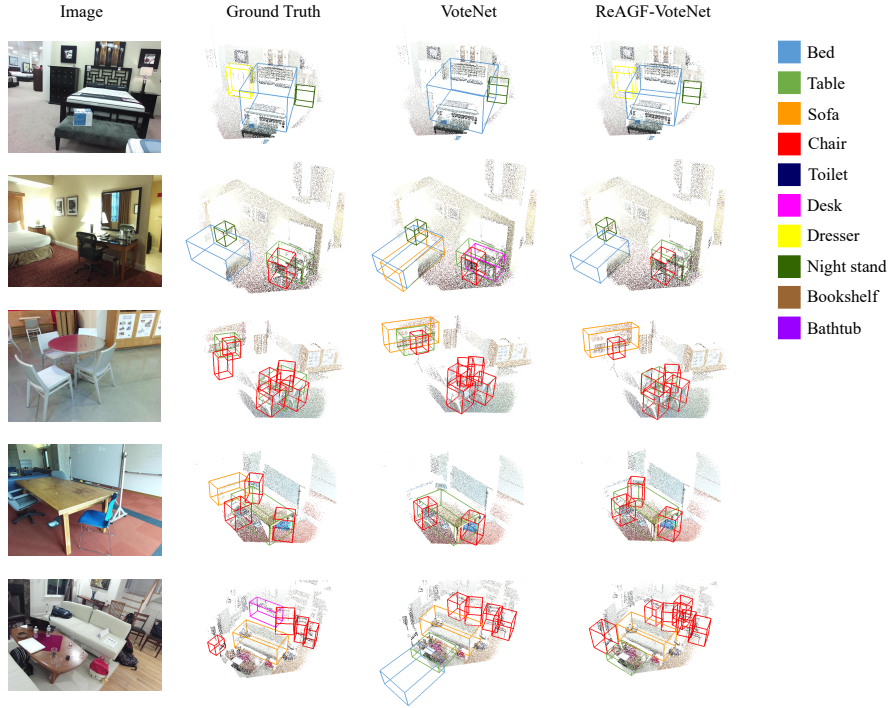 Image
Ground Truth
VoteNet
ReAGF-VoteNet
Bed
Table
Sofa
Chair
Toilet
Desk
Dresser
Night stand
Bookshelf
Bathtub